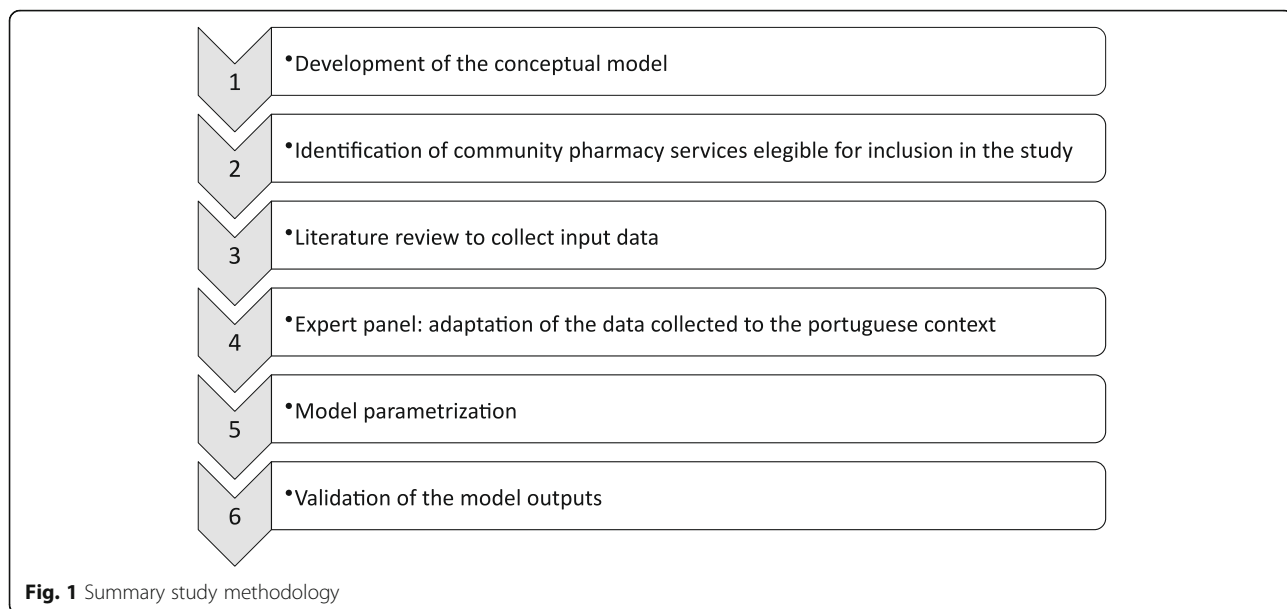 1
•Development of the conceptual model
2
•Identification of community pharmacy services elegible for inclusion in the study
3
•Literature review to collect input data
4
•Expert panel: adaptation of the data collected to the portuguese context
5
•Model parametrization
6
•Validation of the model outputs
Fig. 1 Summary study methodology